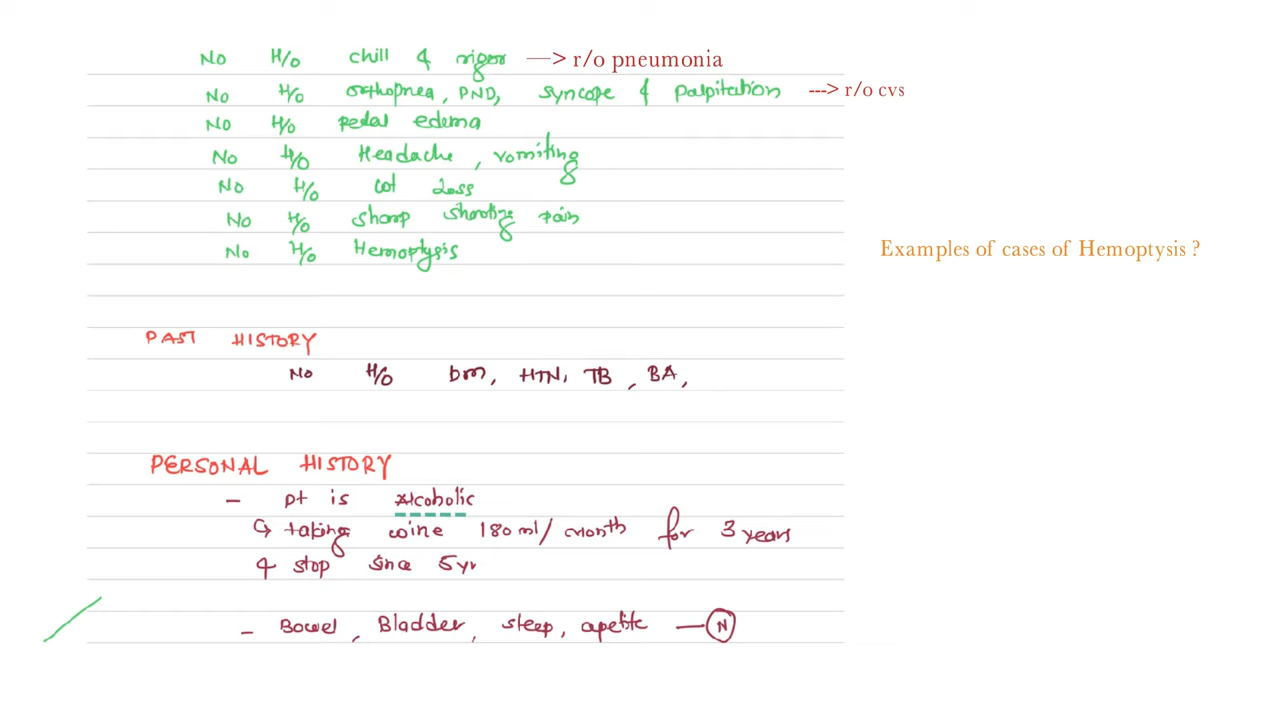 No H/o chill & rigor —> r/o pneumonia
No H/o orthopnea, PND, syncope & palpitation ---> r/o cvs
No H/o pedal edema
No H/o Headache, vomiting
No H/o wt loss
No H/o sharp shooting pain
No H/o Hemoptysis
Examples of cases of Hemoptysis ?
PAST HISTORY
No H/o DM, HTN, TB, BA,
PERSONAL HISTORY
- pt is Alcoholic
↳ taking wine 180 ml/month for 3 years
& stop since 5yr
- Bowel, Bladder, sleep, apetite — N